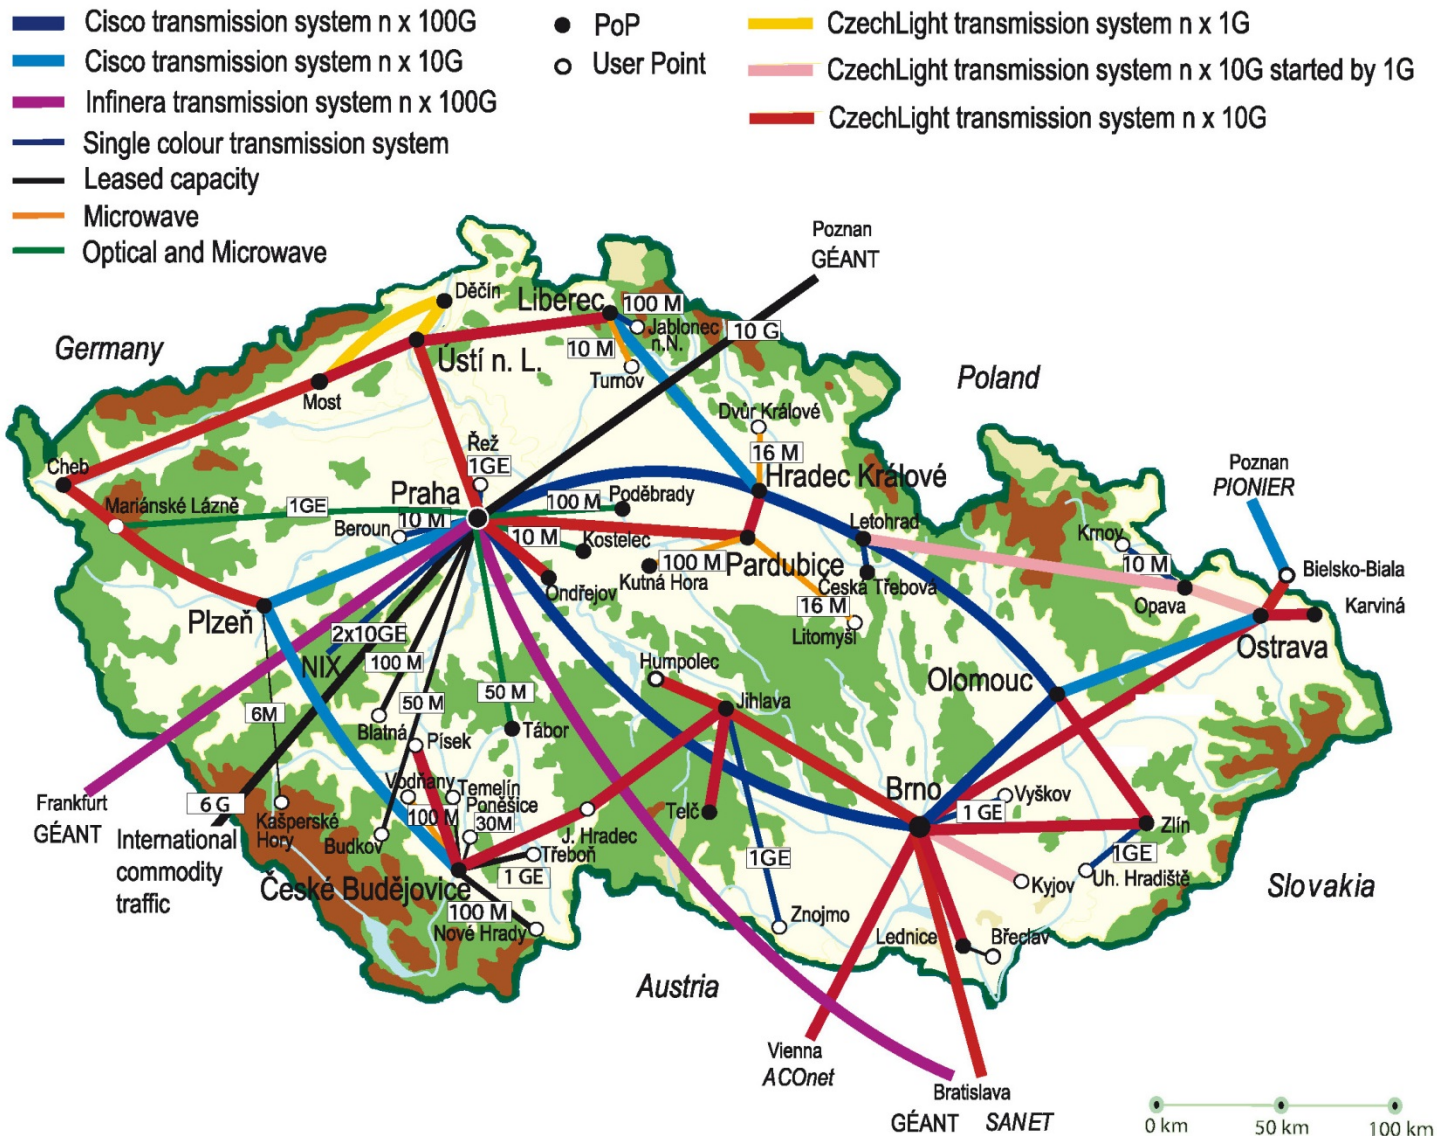 Cisco transmission system n x 100G
Cisco transmission system n x 10G
Infinera transmission system n x 100G
Single colour transmission system
Leased capacity
Microwave
Optical and Microwave
PoP
User Point
CzechLight transmission system n x 1G
CzechLight transmission system n x 10G started by 1G
CzechLight transmission system n x 10G
Poznan
GÉANT
Děčín
Liberec
100 M
Jablonec
n.N.
10 G
Germany
Ústí n. L.
10 M
Turnov
Poland
Most
Dvůr Králové
16 M
Řež
1GE
Cheb
Hradec Králové
Poznan
PIONIER
Praha
Mariánské Lázně
1GE
100 M
Poděbrady
Beroun
10 M
10 M
Kostelec
Letohrad
Krnov
10 M
Kutná Hora
100 M
Pardubice
Bielsko-Biala
Ondřejov
Česká Třebová
Opava
Karviná
16 M
Litomyšl
Plzeň
2x10GE
NIX
Ostrava
100 M
Humpolec
Olomouc
50 M
50 M
Jihlava
6M
Blatná
Písek
Tábor
Vodňany
Temelín
Poněšice
30M
Brno
Vyškov
1 GE
Frankfurt
GÉANT
6 G
Kašperské
Hory
100 M
Telč
Zlín
International
commodity
traffic
Budkov
J. Hradec
Třeboň
1GE
1GE
České Budějovice
1 GE
Kyjov
Uh. Hradiště
Slovakia
100 M
Nové Hrady
Znojmo
Lednice
Břeclav
Austria
Vienna
ACOnet
Bratislava
GÉANT
SANET
0 km
50 km
100 km